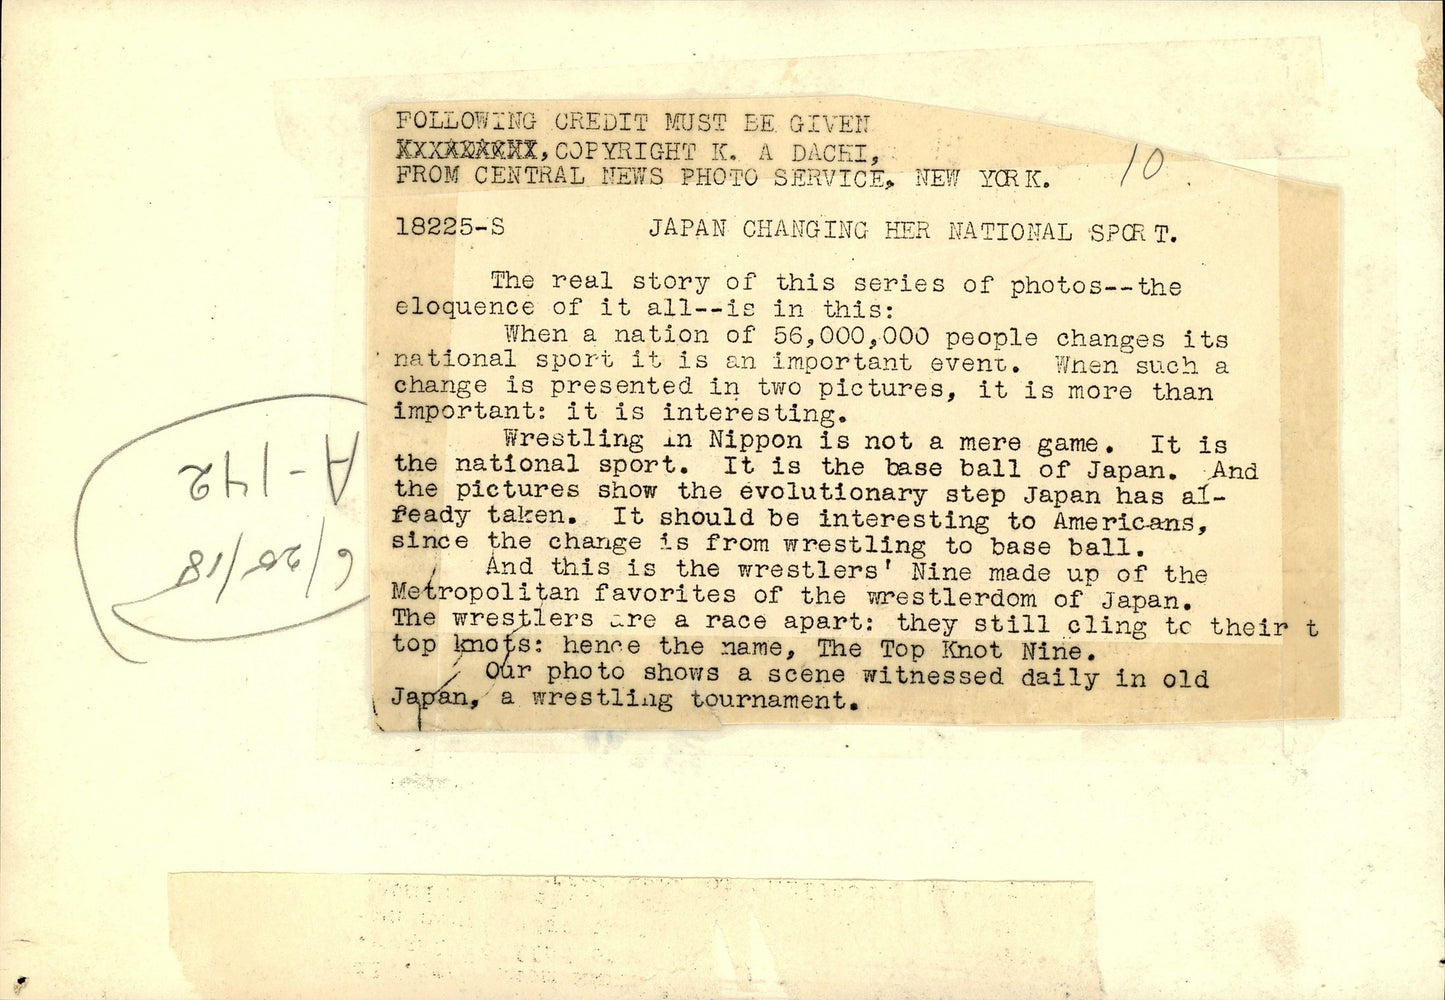 FOLLOWING CREDIT MUST BE GIVEN
XXXXXXXXX, COPYRIGHT K. A DACHI,
FROM CENTRAL NEWS PHOTO SERVICE, NEW YORK.
10
18225-S JAPAN CHANGING HER NATIONAL SPORT.
The real story of this series of photos--the
eloquence of it all--is in this:
When a nation of 56,000,000 people changes its
national sport it is an important event. When such a
change is presented in two pictures, it is more than
important: it is interesting.
Wrestling in Nippon is not a mere game. It is
the national sport. It is the base ball of Japan. And
the pictures show the evolutionary step Japan has al-
ready taken. It should be interesting to Americans,
since the change is from wrestling to base ball.
And this is the wrestlers' Nine made up of the
Metropolitan favorites of the wrestlerdom of Japan.
The wrestlers are a race apart: they still cling to their t
top knots: hence the name, The Top Knot Nine.
Our photo shows a scene witnessed daily in old
Japan, a wrestling tournament.
A-142
6/20/18